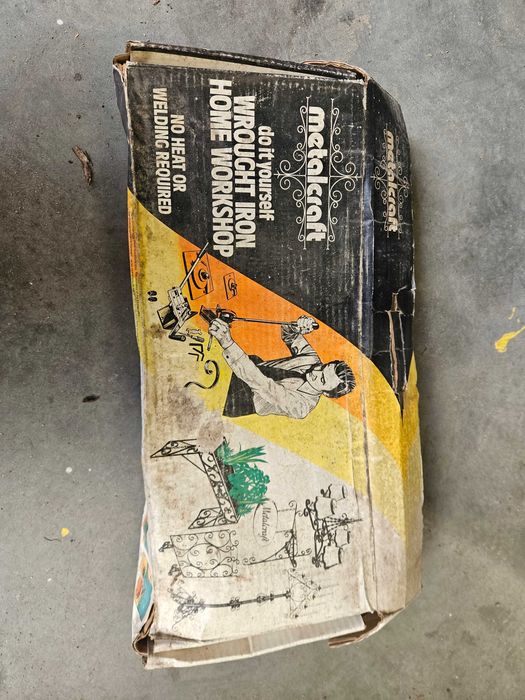 metalcraft
do it yourself
WROUGHT IRON
HOME WORKSHOP
NO HEAT OR
WELDING REQUIRED
metalcraft
Metalcraft